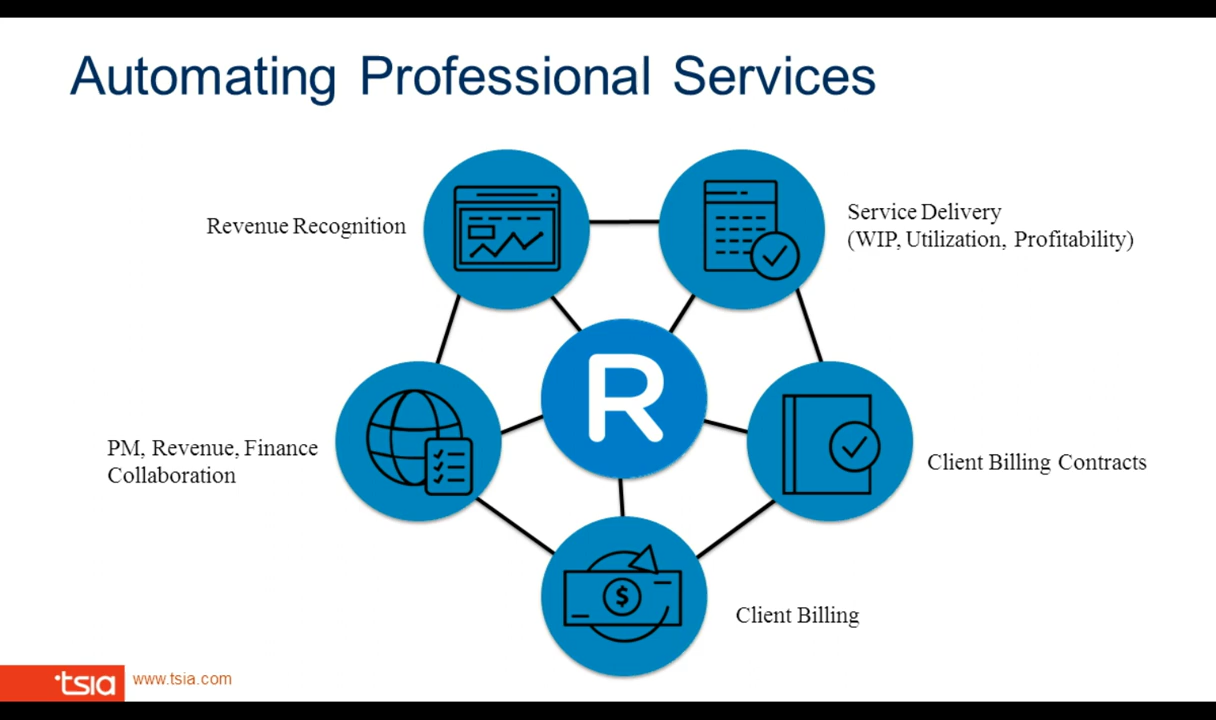 Automating Professional Services
Revenue Recognition
Service Delivery
(WIP, Utilization, Profitability)
R
PM, Revenue, Finance
Collaboration
Client Billing Contracts
$
Client Billing
tsia
www.tsia.com